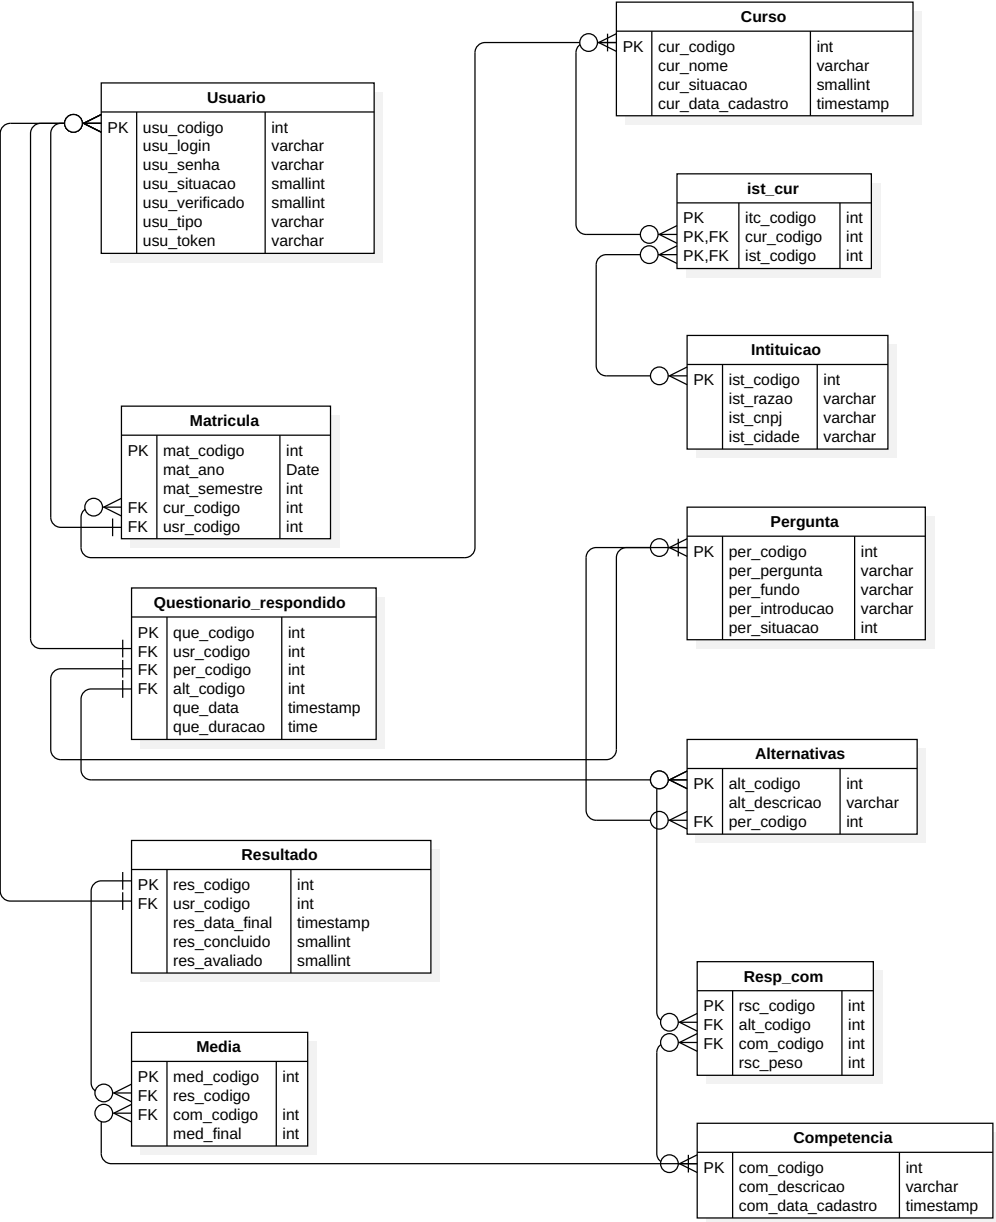 Curso
PK cur_codigo int
cur_nome varchar
cur_situacao smallint
cur_data_cadastro timestamp
Usuario
PK usu_codigo int
usu_login varchar
usu_senha varchar
usu_situacao smallint
usu_verificado smallint
usu_tipo varchar
usu_token varchar
ist_cur
PK itc_codigo int
PK,FK cur_codigo int
PK,FK ist_codigo int
Intituicao
PK ist_codigo int
ist_razao varchar
ist_cnpj varchar
ist_cidade varchar
Matricula
PK mat_codigo int
mat_ano Date
mat_semestre int
FK cur_codigo int
FK usr_codigo int
Pergunta
PK per_codigo int
per_pergunta varchar
per_fundo varchar
per_introducao varchar
per_situacao int
Questionario_respondido
PK que_codigo int
FK usr_codigo int
FK per_codigo int
FK alt_codigo int
que_data timestamp
que_duracao time
Alternativas
PK alt_codigo int
alt_descricao varchar
FK per_codigo int
Resultado
PK res_codigo int
FK usr_codigo int
res_data_final timestamp
res_concluido smallint
res_avaliado smallint
Resp_com
PK rsc_codigo int
FK alt_codigo int
FK com_codigo int
rsc_peso int
Media
PK med_codigo int
FK res_codigo
FK com_codigo int
med_final int
Competencia
PK com_codigo int
com_descricao varchar
com_data_cadastro timestamp